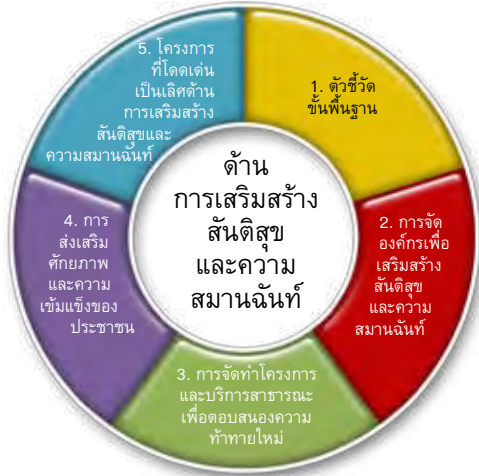 ด้าน
การเสริมสร้าง
สันติสุข
และความ
สมานฉันท์
1. ตัวชี้วัด
ขั้นพื้นฐาน
2. การจัด
องค์กรเพื่อ
เสริมสร้าง
สันติสุข
และความ
สมานฉันท์
3. การจัดทำโครงการ
และบริการสาธารณะ
เพื่อตอบสนองความ
ท้าทายใหม่
4. การ
ส่งเสริม
ศักยภาพ
และความ
เข้มแข็งของ
ประชาชน
5. โครงการ
ที่โดดเด่น
เป็นเลิศด้าน
การเสริมสร้าง
สันติสุขและ
ความสมานฉันท์